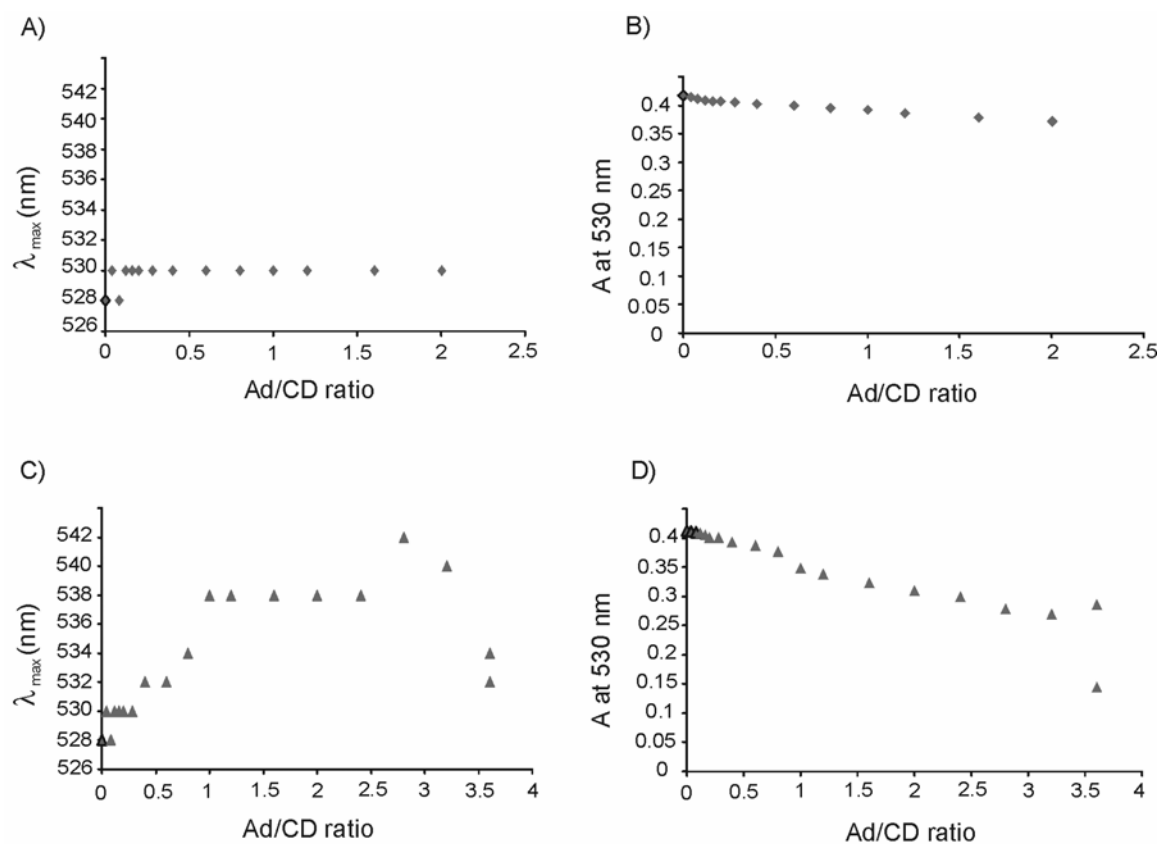 A)
542
540
538
536
534
532
530
528
526
λmax (nm)
0 0.5 1 1.5 2 2.5
Ad/CD ratio
B)
0.4
0.35
0.3
0.25
0.2
0.15
0.1
0.05
0
A at 530 nm
0 0.5 1 1.5 2 2.5
Ad/CD ratio
C)
542
540
538
536
534
532
530
528
526
λmax (nm)
0 0.5 1 1.5 2 2.5 3 3.5 4
Ad/CD ratio
D)
0.4
0.35
0.3
0.25
0.2
0.15
0.1
0.05
0
A at 530 nm
0 0.5 1 1.5 2 2.5 3 3.5 4
Ad/CD ratio